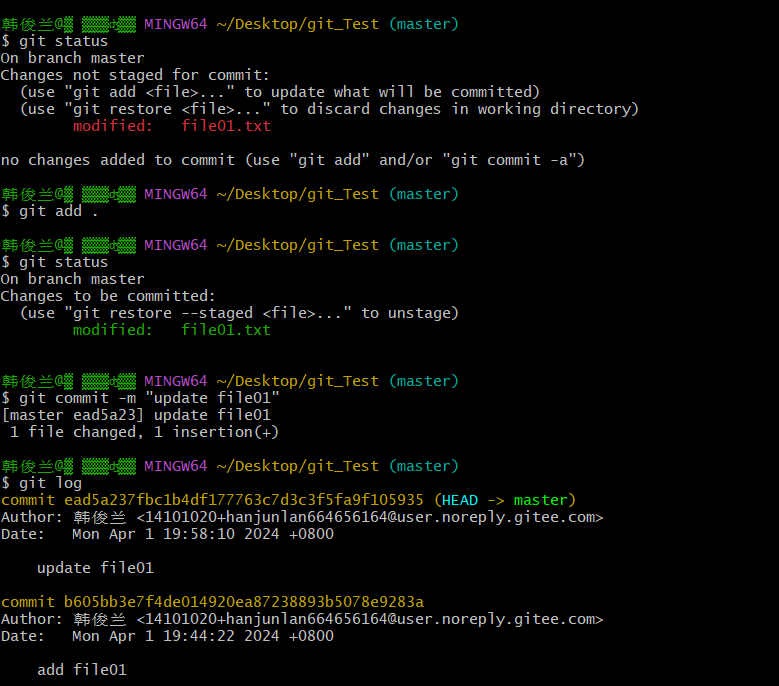 韩俊兰@ MINGW64 ~/Desktop/git_Test (master)
$ git status
On branch master
Changes not staged for commit:
  (use "git add <file>..." to update what will be committed)
  (use "git restore <file>..." to discard changes in working directory)
        modified:   file01.txt
no changes added to commit (use "git add" and/or "git commit -a")
韩俊兰@ MINGW64 ~/Desktop/git_Test (master)
$ git add .
韩俊兰@ MINGW64 ~/Desktop/git_Test (master)
$ git status
On branch master
Changes to be committed:
  (use "git restore --staged <file>..." to unstage)
        modified:   file01.txt
韩俊兰@ MINGW64 ~/Desktop/git_Test (master)
$ git commit -m "update file01"
[master ead5a23] update file01
 1 file changed, 1 insertion(+)
韩俊兰@ MINGW64 ~/Desktop/git_Test (master)
$ git log
commit ead5a237fbc1b4df177763c7d3c3f5fa9f105935 (HEAD -> master)
Author: 韩俊兰 <14101020+hanjunlan664656164@user.noreply.gitee.com>
Date:   Mon Apr 1 19:58:10 2024 +0800
    update file01
commit b605bb3e7f4de014920ea87238893b5078e9283a
Author: 韩俊兰 <14101020+hanjunlan664656164@user.noreply.gitee.com>
Date:   Mon Apr 1 19:44:22 2024 +0800
    add file01